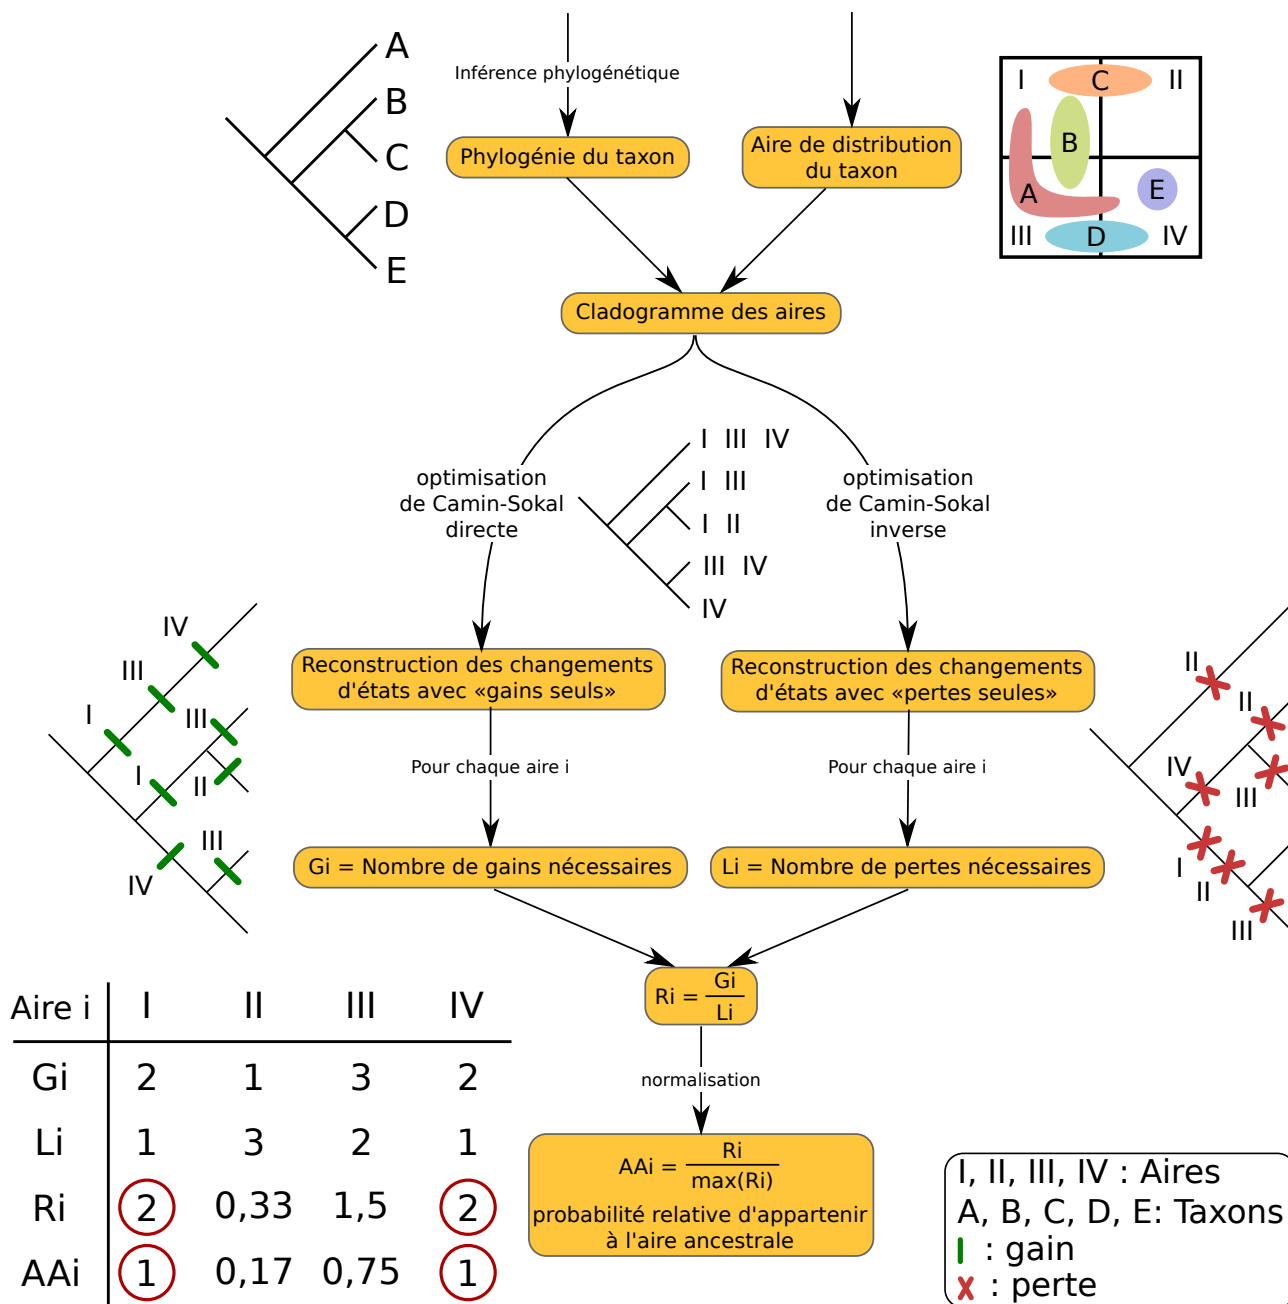 A
B
C
D
E
Inférence phylogénétique
Phylogénie du taxon
Aire de distribution
du taxon
I
C
II
B
A
E
III
D
IV
Cladogramme des aires
optimisation
de Camin-Sokal
directe
I III IV
I III
I II
III IV
IV
optimisation
de Camin-Sokal
inverse
IV
III
I
III
I
II
III
IV
Reconstruction des changements
d'états avec «gains seuls»
Reconstruction des changements
d'états avec «pertes seules»
II
II
IV
III
I
II
III
Pour chaque aire i
Pour chaque aire i
Gi = Nombre de gains nécessaires
Li = Nombre de pertes nécessaires
Ri = Gi
Li
normalisation
AAi = Ri
max(Ri)
probabilité relative d'appartenir
à l'aire ancestrale
Aire i I II III IV
Gi 2 1 3 2
Li 1 3 2 1
Ri 2 0,33 1,5 2
AAi 1 0,17 0,75 1
I, II, III, IV : Aires
A, B, C, D, E: Taxons
: gain
: perte